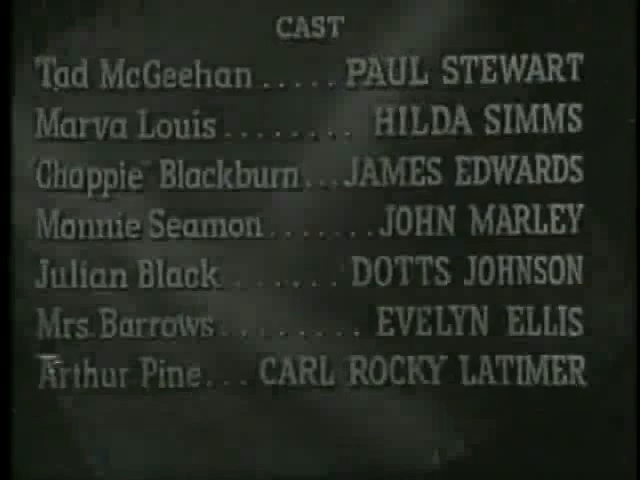 CAST
Tad McGeehan ..... PAUL STEWART
Marva Louis ........ HILDA SIMMS
"Chappie" Blackburn... JAMES EDWARDS
Mannie Seamon ....... JOHN MARLEY
Julian Black ....... DOTTS JOHNSON
Mrs. Barrows ......... EVELYN ELLIS
Arthur Pine... CARL ROCKY LATIMER